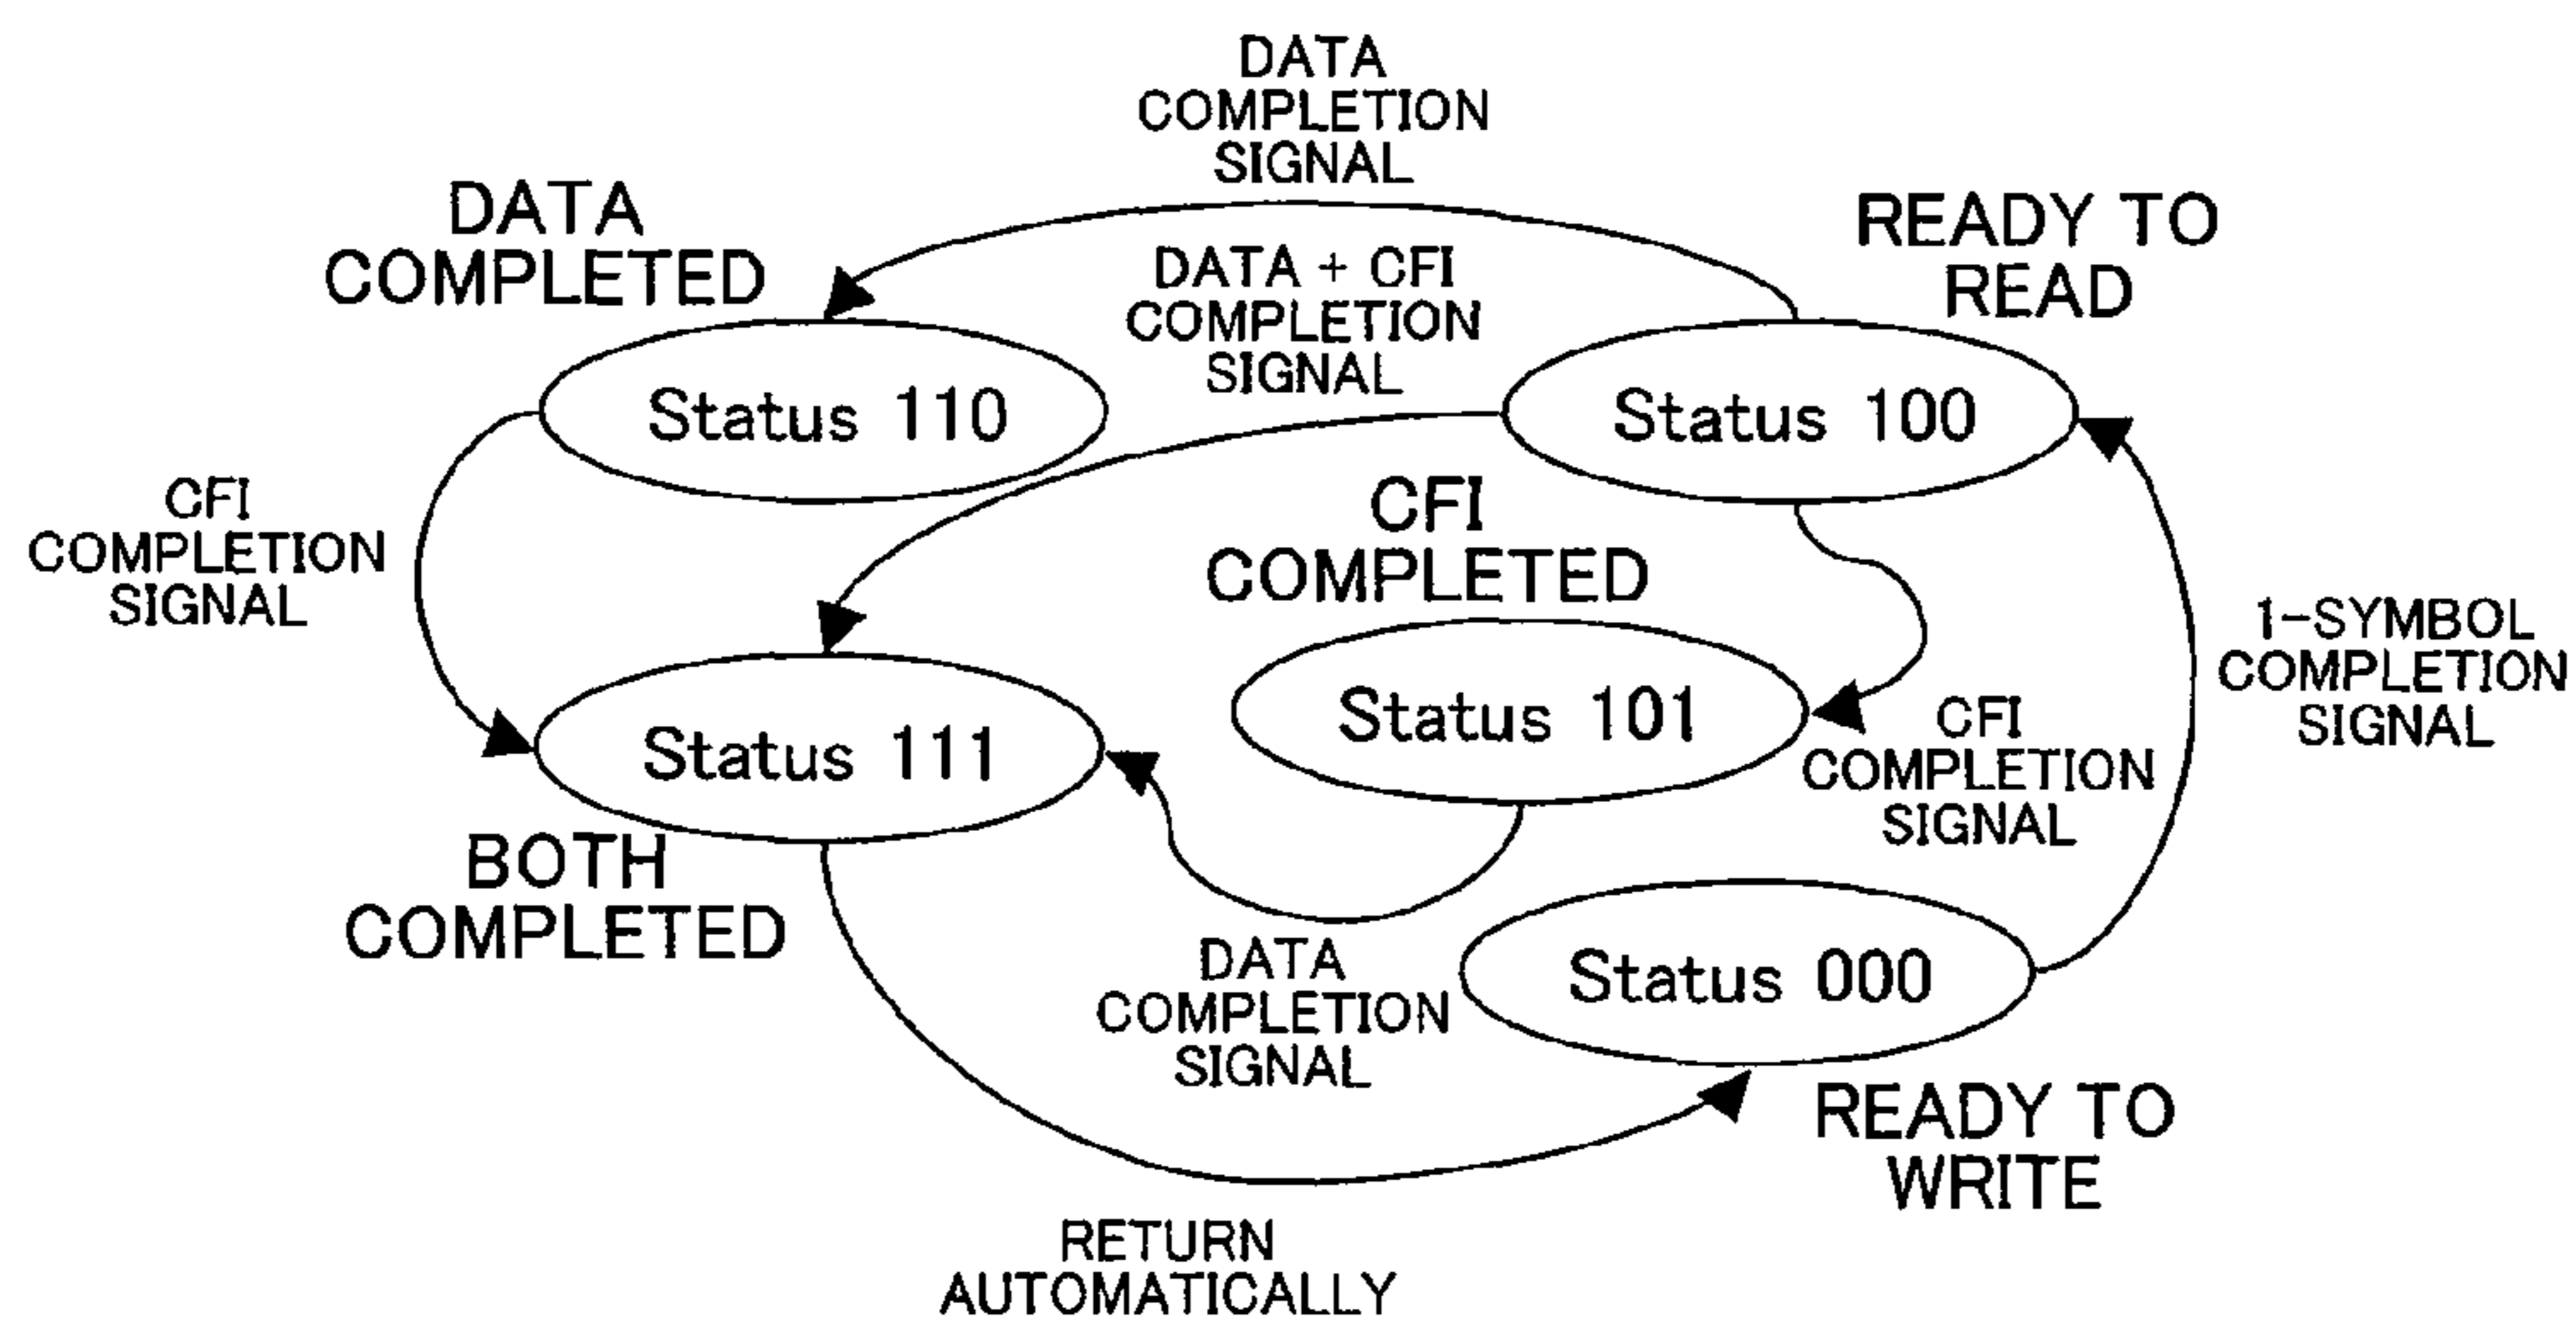 DATA
COMPLETION
SIGNAL
DATA
COMPLETED
READY TO
READ
DATA + CFI
COMPLETION
SIGNAL
Status 110
Status 100
CFI
COMPLETION
SIGNAL
CFI
COMPLETED
1-SYMBOL
COMPLETION
SIGNAL
Status 111
Status 101
CFI
COMPLETION
SIGNAL
BOTH
COMPLETED
DATA
COMPLETION
SIGNAL
Status 000
READY TO
WRITE
RETURN
AUTOMATICALLY